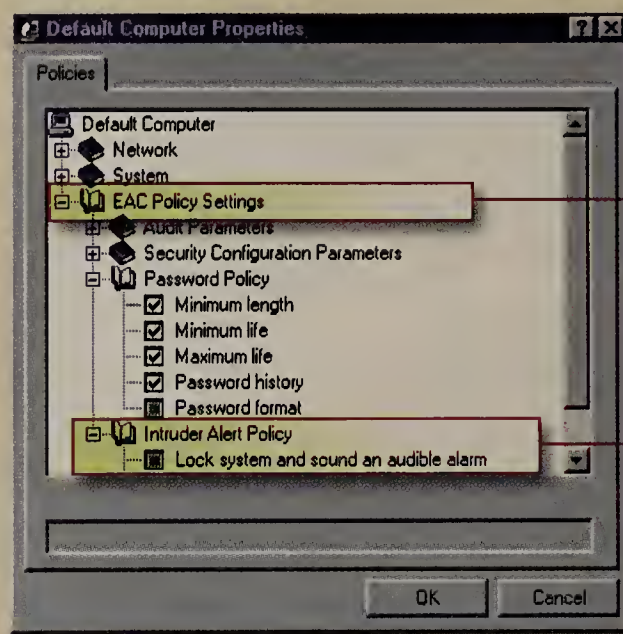 Default Computer Properties
Policies
Default Computer
Network
System
EAC Policy Settings
Audit Parameters
Security Configuration Parameters
Password Policy
Minimum length
Minimum life
Maximum life
Password history
Password format
Intruder Alert Policy
Lock system and sound an audible alarm
OK
Cancel